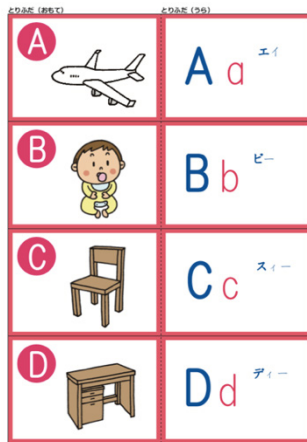 とりふだ（おもて） とりふだ（うら）
A
A a エイ
B
B b ビー
C
C c スィー
D
D d ディー